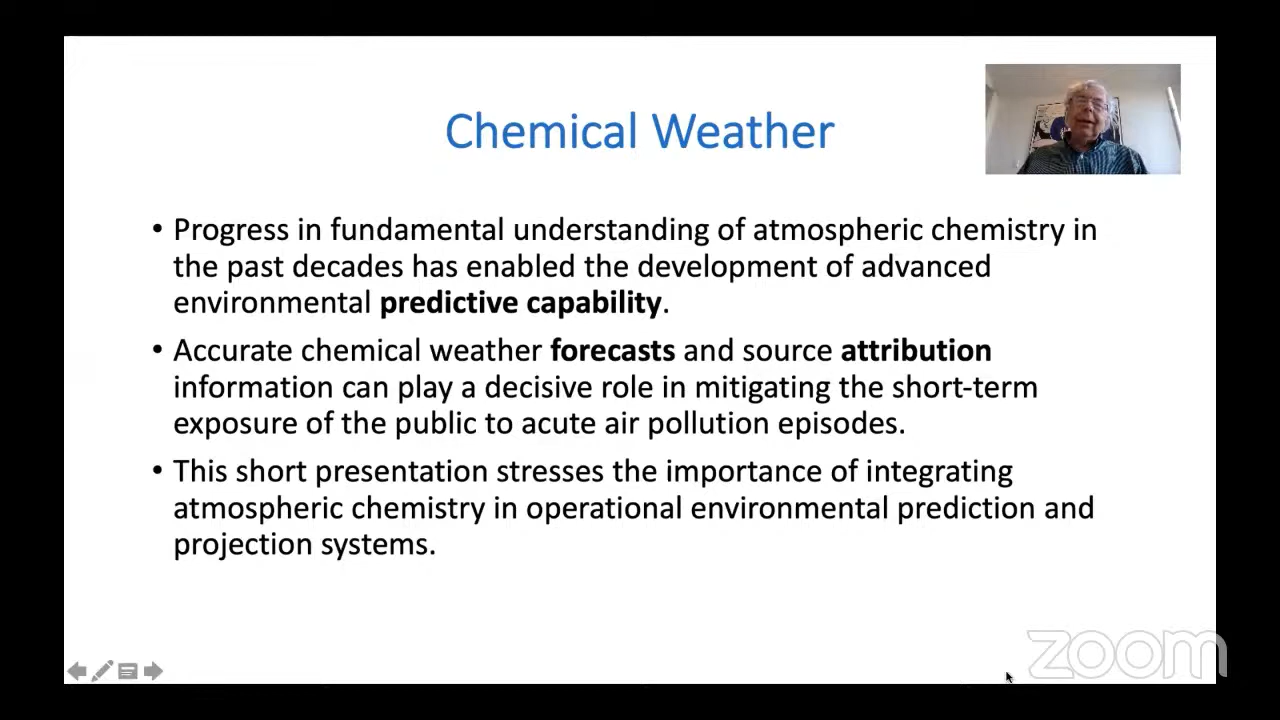 Chemical Weather
• Progress in fundamental understanding of atmospheric chemistry in
the past decades has enabled the development of advanced
environmental predictive capability.
• Accurate chemical weather forecasts and source attribution
information can play a decisive role in mitigating the short-term
exposure of the public to acute air pollution episodes.
• This short presentation stresses the importance of integrating
atmospheric chemistry in operational environmental prediction and
projection systems.
zoom